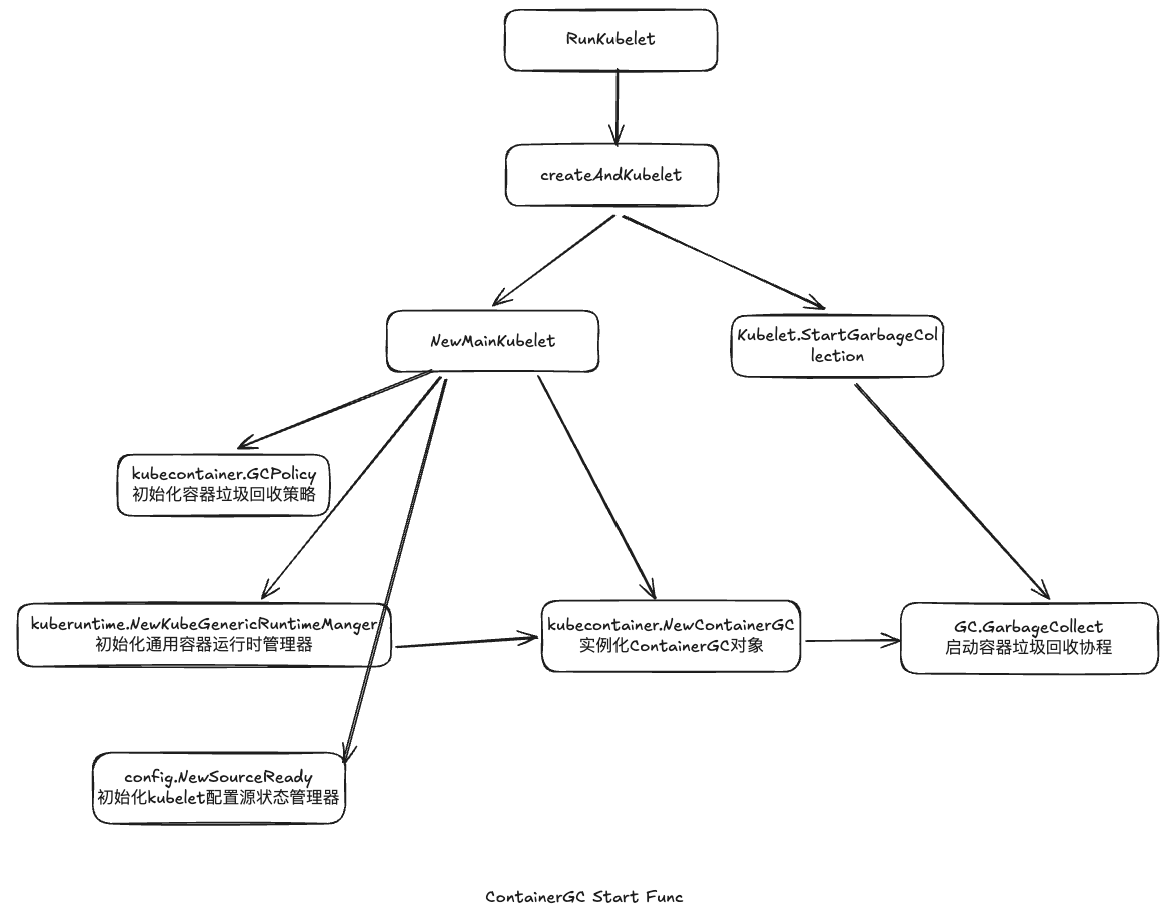 RunKubelet
createAndKubelet
NewMainKubelet
Kubelet.StartGarbageCol
lection
kubecontainer.GCPolicy
初始化容器垃圾回收策略
kuberuntime.NewKubeGenericRuntimeManger
初始化通用容器运行时管理器
kubecontainer.NewContainerGC
实例化ContainerGC对象
GC.GarbageCollect
启动容器垃圾回收协程
config.NewSourceReady
初始化kubelet配置源状态管理器
ContainerGC Start Func